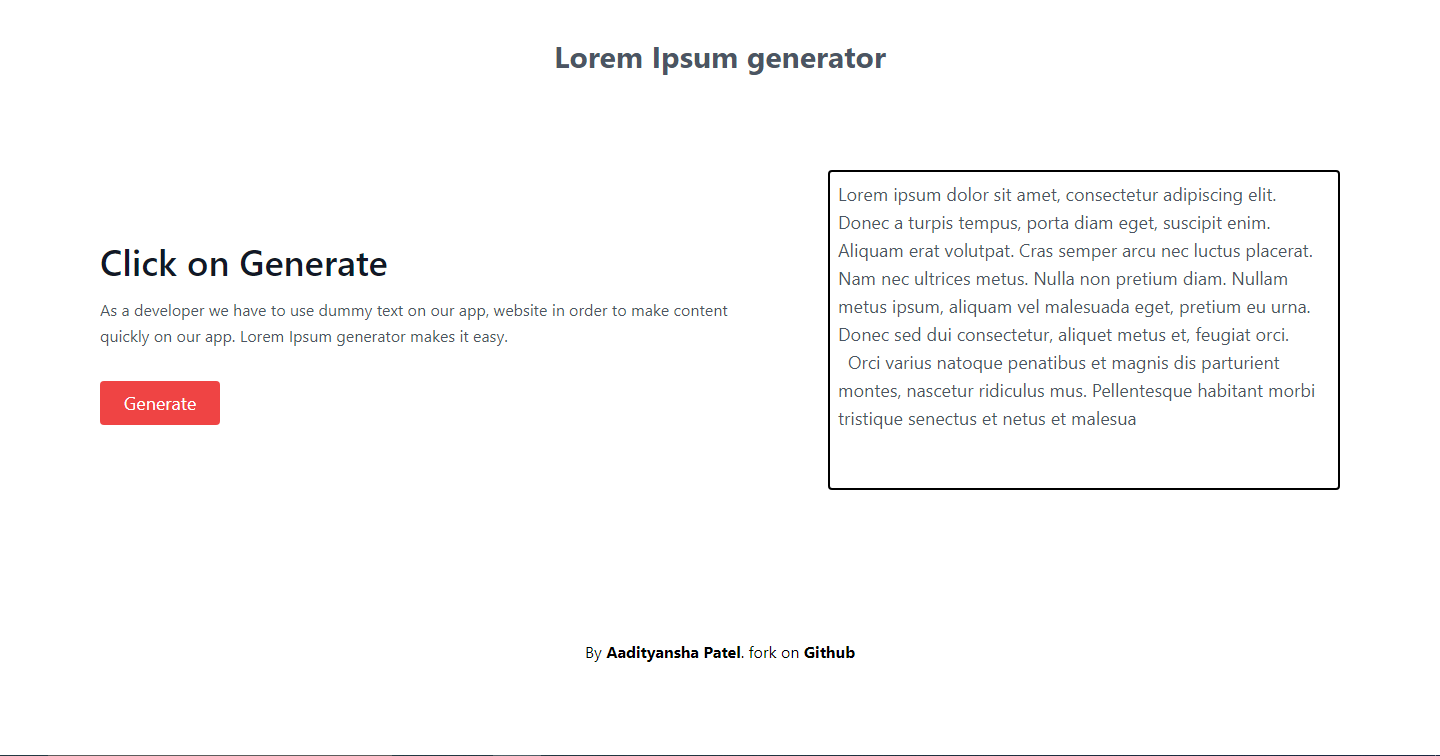 Lorem Ipsum generator
Click on Generate
As a developer we have to use dummy text on our app, website in order to make content
quickly on our app. Lorem Ipsum generator makes it easy.
Generate
Lorem ipsum dolor sit amet, consectetur adipiscing elit.
Donec a turpis tempus, porta diam eget, suscipit enim.
Aliquam erat volutpat. Cras semper arcu nec luctus placerat.
Nam nec ultrices metus. Nulla non pretium diam. Nullam
metus ipsum, aliquam vel malesuada eget, pretium eu urna.
Donec sed dui consectetur, aliquet metus et, feugiat orci.
Orci varius natoque penatibus et magnis dis parturient
montes, nascetur ridiculus mus. Pellentesque habitant morbi
tristique senectus et netus et malesua
By Aadityansha Patel. fork on Github